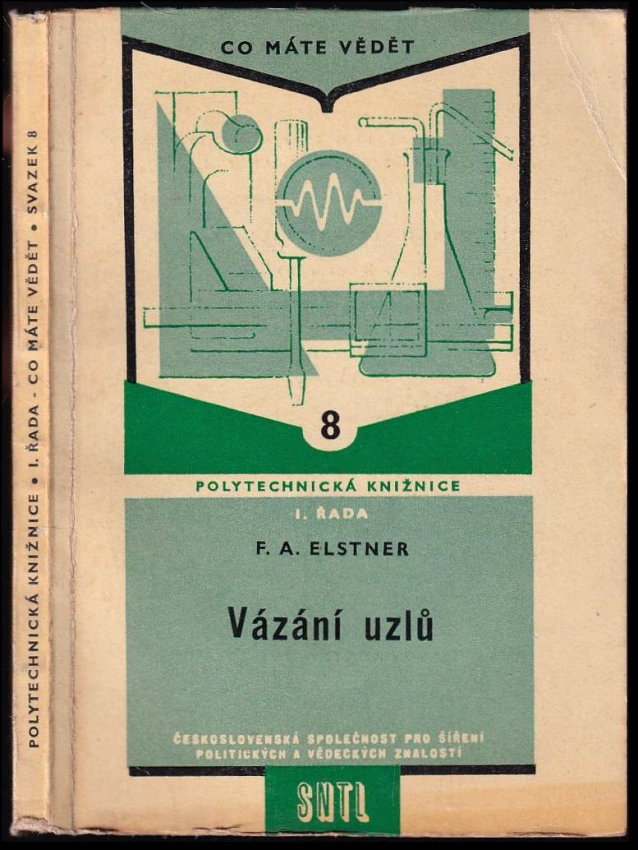 CO MÁTE VĚDĚT
8
POLYTECHNICKÁ KNIŽNICE
I. ŘADA
F. A. ELSTNER
Vázání uzlů
ČESKOSLOVENSKÁ SPOLEČNOST PRO ŠÍŘENÍ
POLITICKÝCH A VĚDECKÝCH ZNALOSTÍ
SNTL
POLYTECHNICKÁ KNIŽNICE • I. ŘADA - CO MÁTE VĚDĚT • SVAZEK 8